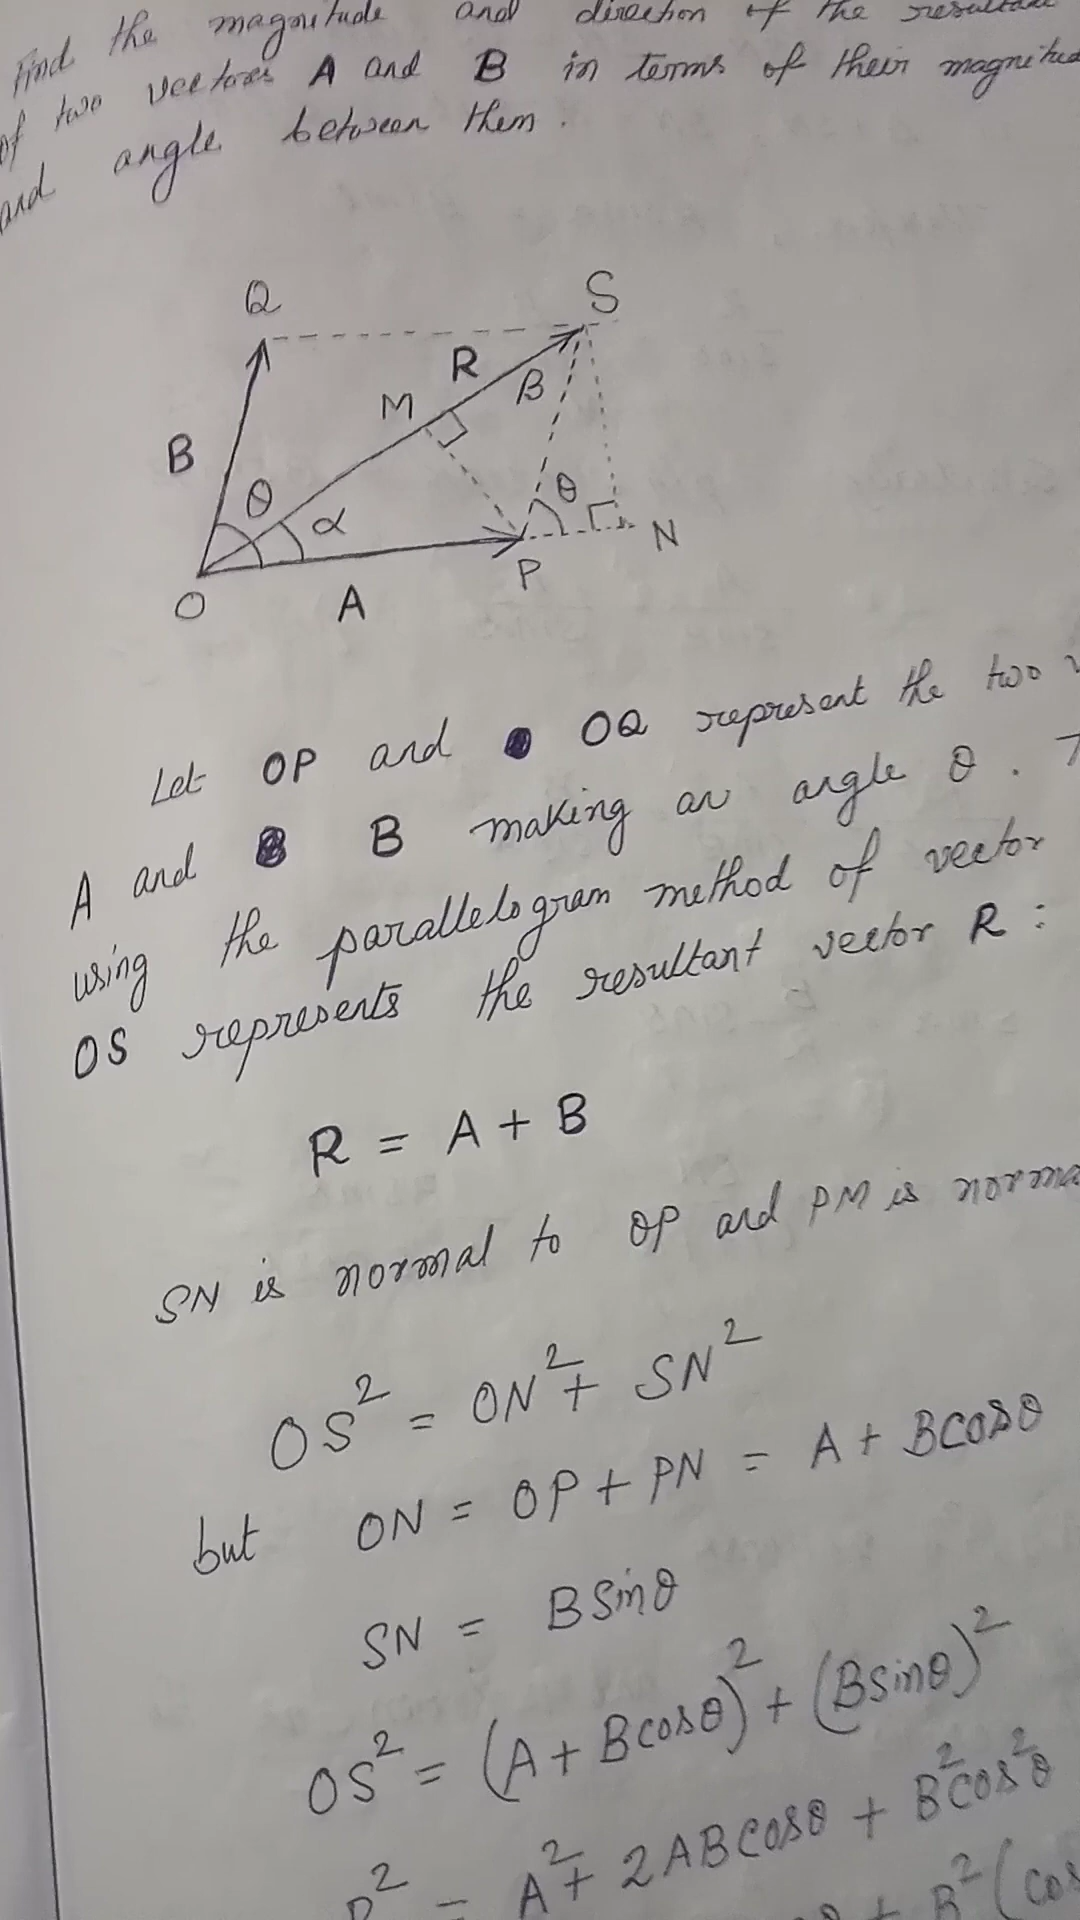 Find the magnitude and direction of the
of two vectores A and B in terms of their
and angle between them.
Q
S
R
B
M
B
θ
θ
α
N
P
O
A
Let OP and OQ represent the two
A and B making an angle θ.
using the parallelogram method of vector
OS represents the resultant vector R :
R = A + B
SN is normal to OP and PM is
OS² = ON² + SN²
but ON = OP + PN = A + Bcosθ
SN = BSinθ
OS² = (A + Bcosθ)² + (Bsinθ)²
R² = A² + 2ABcosθ + B²cos²θ
+ B²(